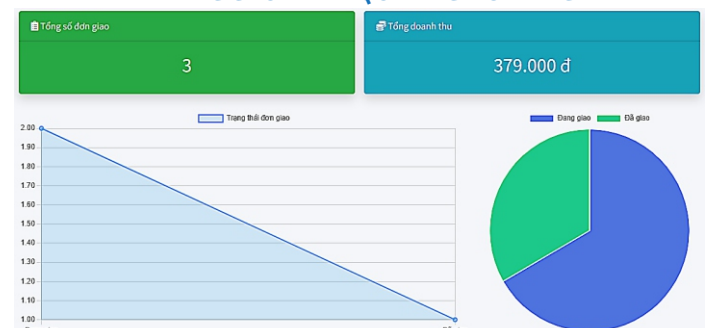 Tổng số đơn giao
3
Tổng doanh thu
379.000 đ
Trạng thái đơn giao
2.00
1.90
1.80
1.70
1.60
1.50
1.40
1.30
1.20
1.10
1.00
Đang giao Đã giao